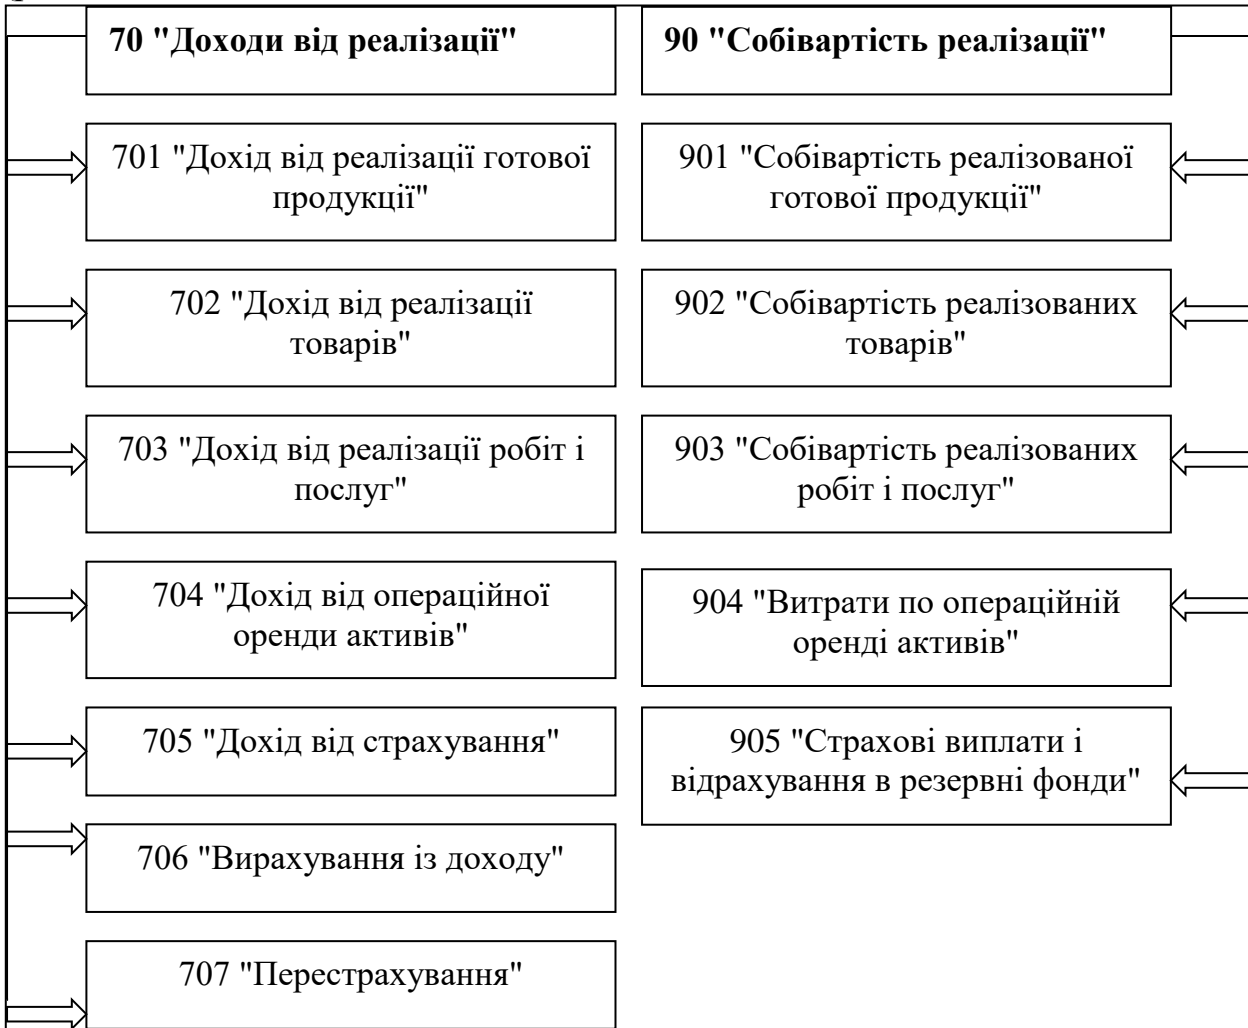 70 "Доходи від реалізації"
90 "Собівартість реалізації"
701 "Дохід від реалізації готової
продукції"
901 "Собівартість реалізованої
готової продукції"
702 "Дохід від реалізації
товарів"
902 "Собівартість реалізованих
товарів"
703 "Дохід від реалізації робіт і
послуг"
903 "Собівартість реалізованих
робіт і послуг"
704 "Дохід від операційної
оренди активів"
904 "Витрати по операційній
оренді активів"
705 "Дохід від страхування"
905 "Страхові виплати і
відрахування в резервні фонди"
706 "Вирахування із доходу"
707 "Перестрахування"